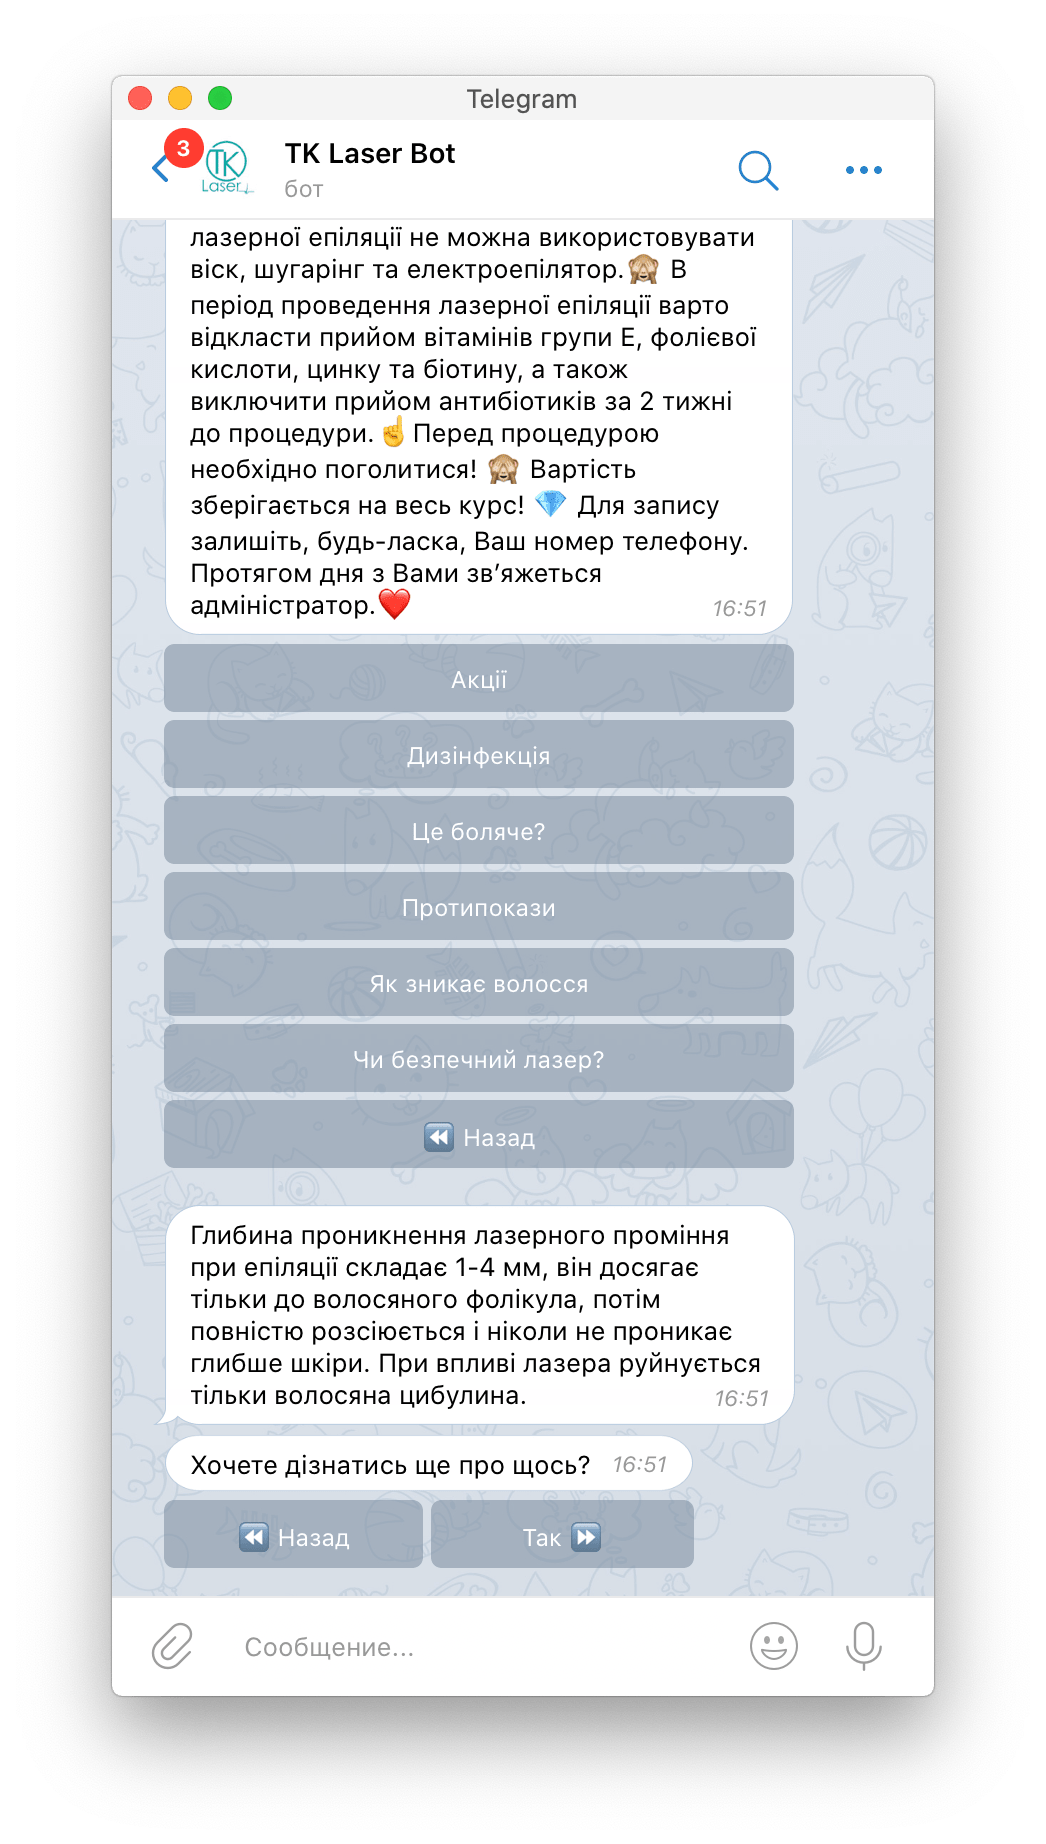 Telegram
3
TK Laser
TK Laser Bot
бот
лазерної епіляції не можна використовувати
віск, шугарінг та електроепілятор.🙈 В
період проведення лазерної епіляції варто
відкласти прийом вітамінів групи Е, фолієвої
кислоти, цинку та біотину, а також
виключити прийом антибіотиків за 2 тижні
до процедури.☝️Перед процедурою
необхідно поголитися! 🙈 Вартість
зберігається на весь курс! 💎 Для запису
залишіть, будь-ласка, Ваш номер телефону.
Протягом дня з Вами зв’яжеться
адміністратор.❤️ 16:51
Акції
Дизінфекція
Це боляче?
Протипокази
Як зникає волосся
Чи безпечний лазер?
⏪ Назад
Глибина проникнення лазерного проміння
при епіляції складає 1-4 мм, він досягає
тільки до волосяного фолікула, потім
повністю розсіюється і ніколи не проникає
глибше шкіри. При впливі лазера руйнується
тільки волосяна цибулина. 16:51
Хочете дізнатись ще про щось? 16:51
⏪ Назад Так ⏩
Сообщение...